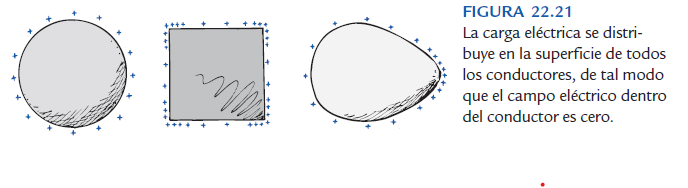 FIGURA 22.21
La carga eléctrica se distri-
buye en la superficie de todos
los conductores, de tal modo
que el campo eléctrico dentro
del conductor es cero.